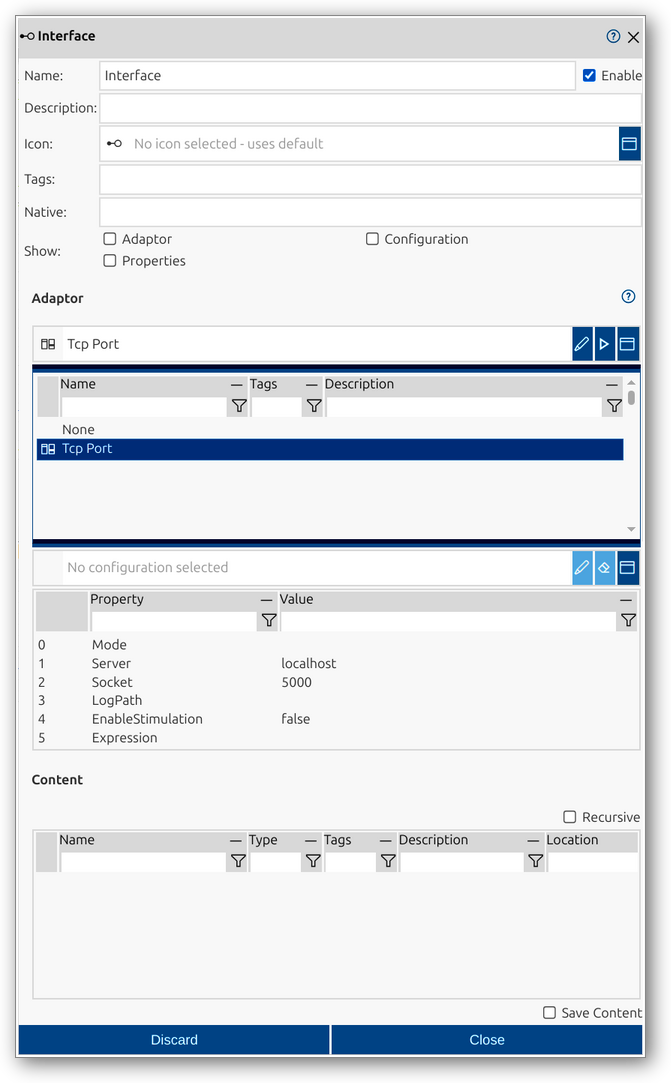 Interface
Name: Interface Enable
Description:
Icon: No icon selected - uses default
Tags:
Native:
Show: Adaptor Configuration
Properties
Adaptor
Tcp Port
Name Tags Description
None
Tcp Port
No configuration selected
Property Value
0 Mode
1 Server localhost
2 Socket 5000
3 LogPath
4 EnableStimulation false
5 Expression
Content
Recursive
Name Type Tags Description Location
Save Content
Discard Close